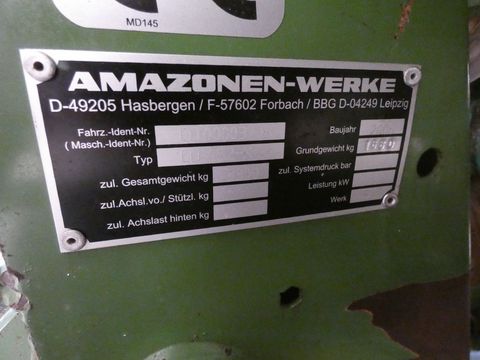 MD145
AMAZONEN-WERKE
D-49205 Hasbergen / F-57602 Forbach / BBG D-04249 Leipzig
Fahrz.-Ident-Nr. Baujahr
( Masch.-Ident-Nr.) Grundgewicht kg 1660
Typ zul. Systemdruck bar
zul. Gesamtgewicht kg Leistung kW
zul.Achsl.vo./ Stützl. kg Werk
zul. Achslast hinten kg